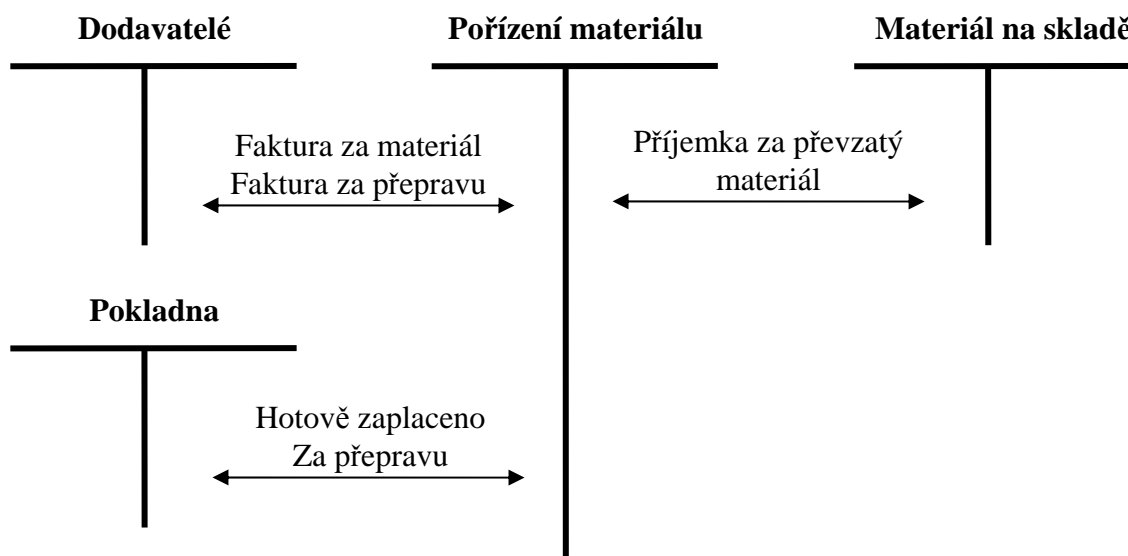 Dodavatelé
Pořízení materiálu
Materiál na skladě
Faktura za materiál
Faktura za přepravu
Příjemka za převzatý
materiál
Pokladna
Hotově zaplaceno
Za přepravu